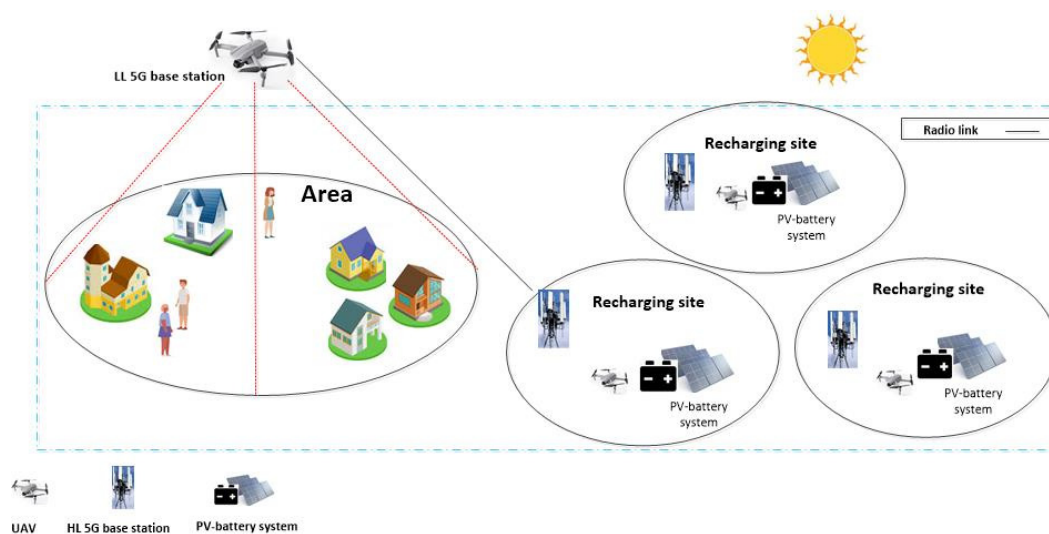 LL 5G base station
Radio link
Recharging site
PV-battery
system
Area
Recharging site
PV-battery
system
Recharging site
PV-battery
system
UAV
HL 5G base station
PV-battery system